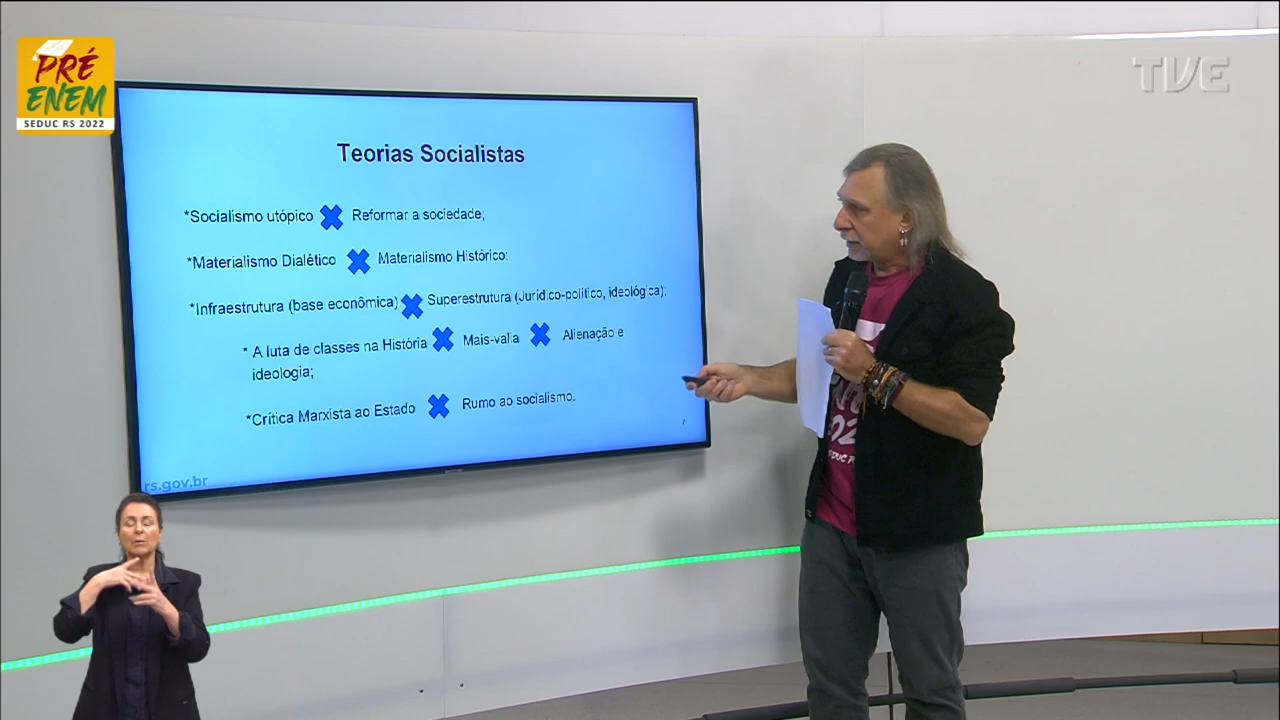 PRÉ
ENEM
SEDUC RS 2022
TVE
Teorias Socialistas
*Socialismo utópico Reformar a sociedade;
*Materialismo Dialético Materialismo Histórico;
*Infraestrutura (base econômica) Superestrutura (Jurídico-político, ideológica);
* A luta de classes na História Mais-valia Alienação e
ideologia;
*Crítica Marxista ao Estado Rumo ao socialismo.
7
rs.gov.br